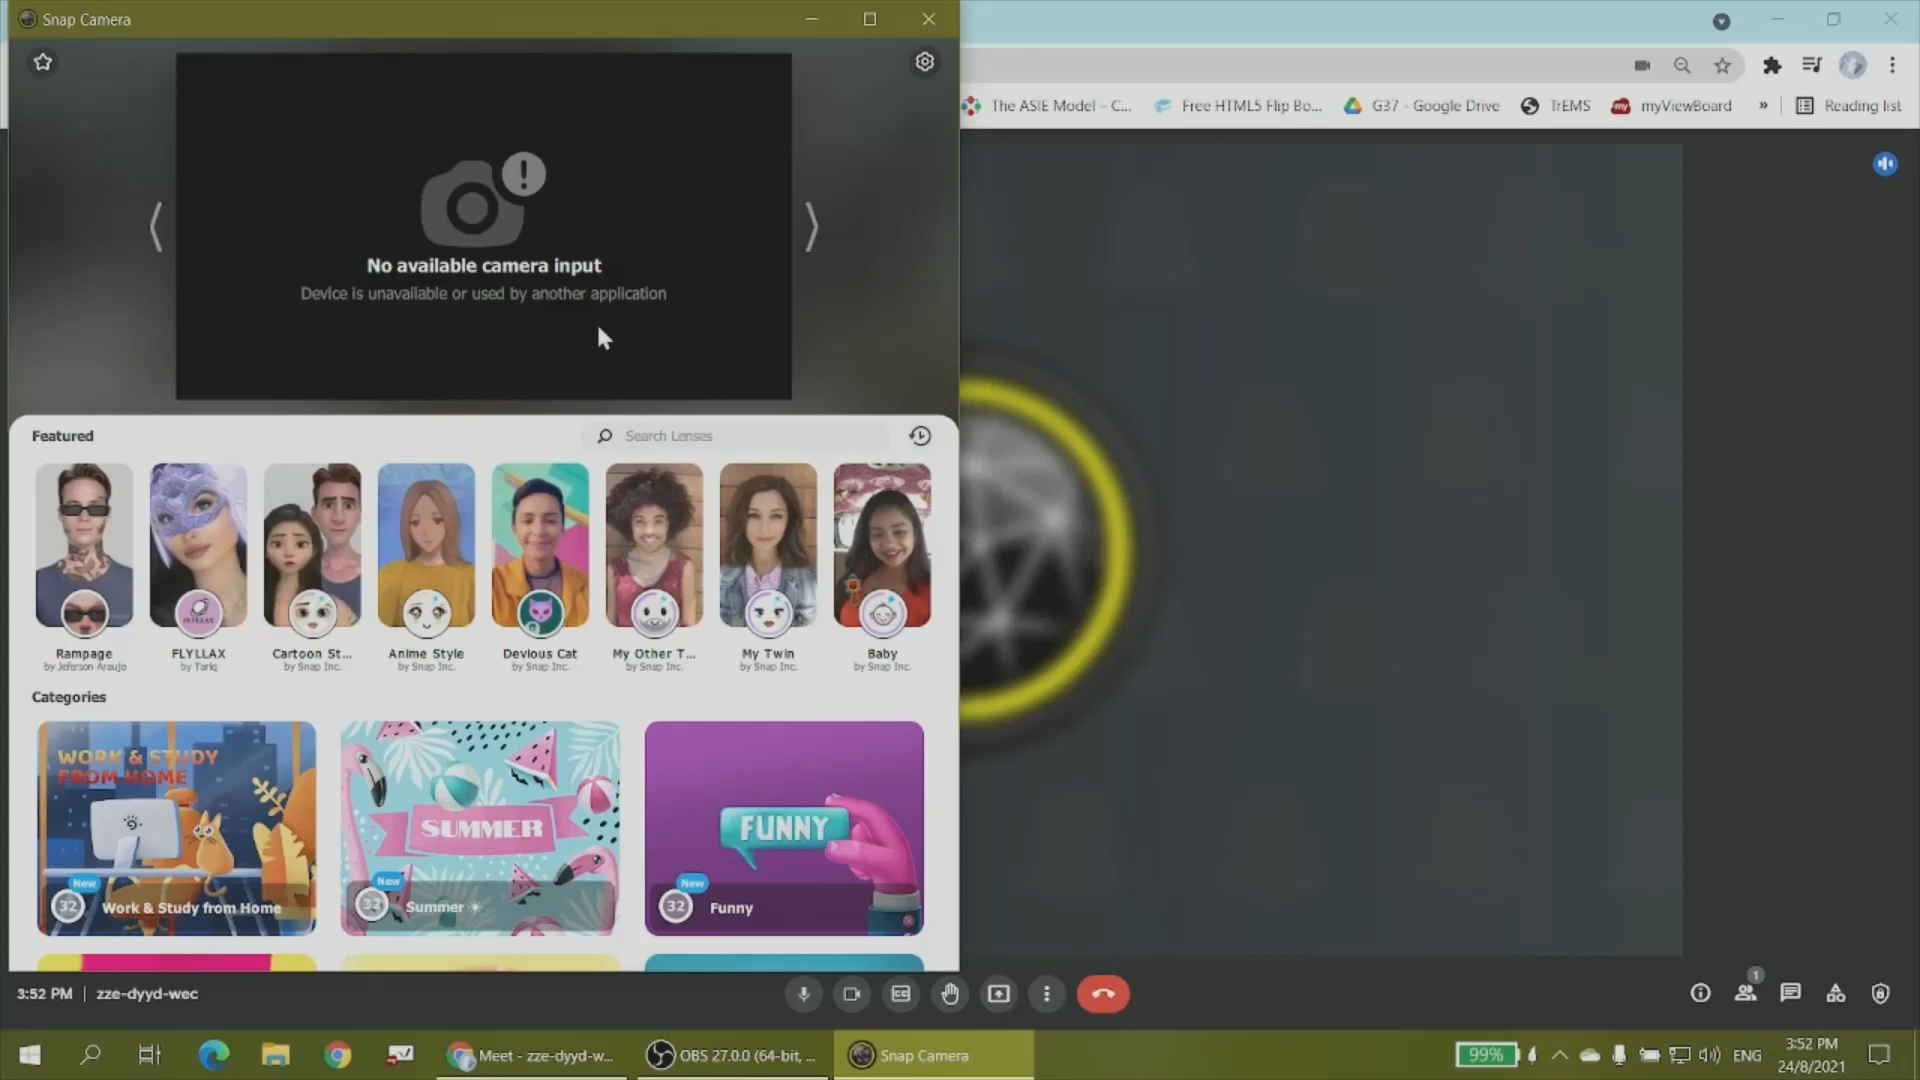 Snap Camera
The ASIE Model – C...
Free HTML5 Flip Bo...
G37 - Google Drive
TrEMS
myViewBoard
»
Reading list
No available camera input
Device is unavailable or used by another application
Featured
Search Lenses
Rampage
by Jeferson Araujo
FLYLLAX
by Tariq
Cartoon St...
by Snap Inc.
Anime Style
by Snap Inc.
Devious Cat
by Snap Inc.
My Other T...
by Snap Inc.
My Twin
by Snap Inc.
Baby
by Snap Inc.
Categories
WORK & STUDY
FROM HOME
New
32
Work & Study from Home
SUMMER
New
32
Summer ☀
FUNNY
New
32
Funny
3:52 PM | zze-dyyd-wec
1
Meet - zze-dyyd-w...
OBS 27.0.0 (64-bit, ...
Snap Camera
99%
ENG
3:52 PM
24/8/2021